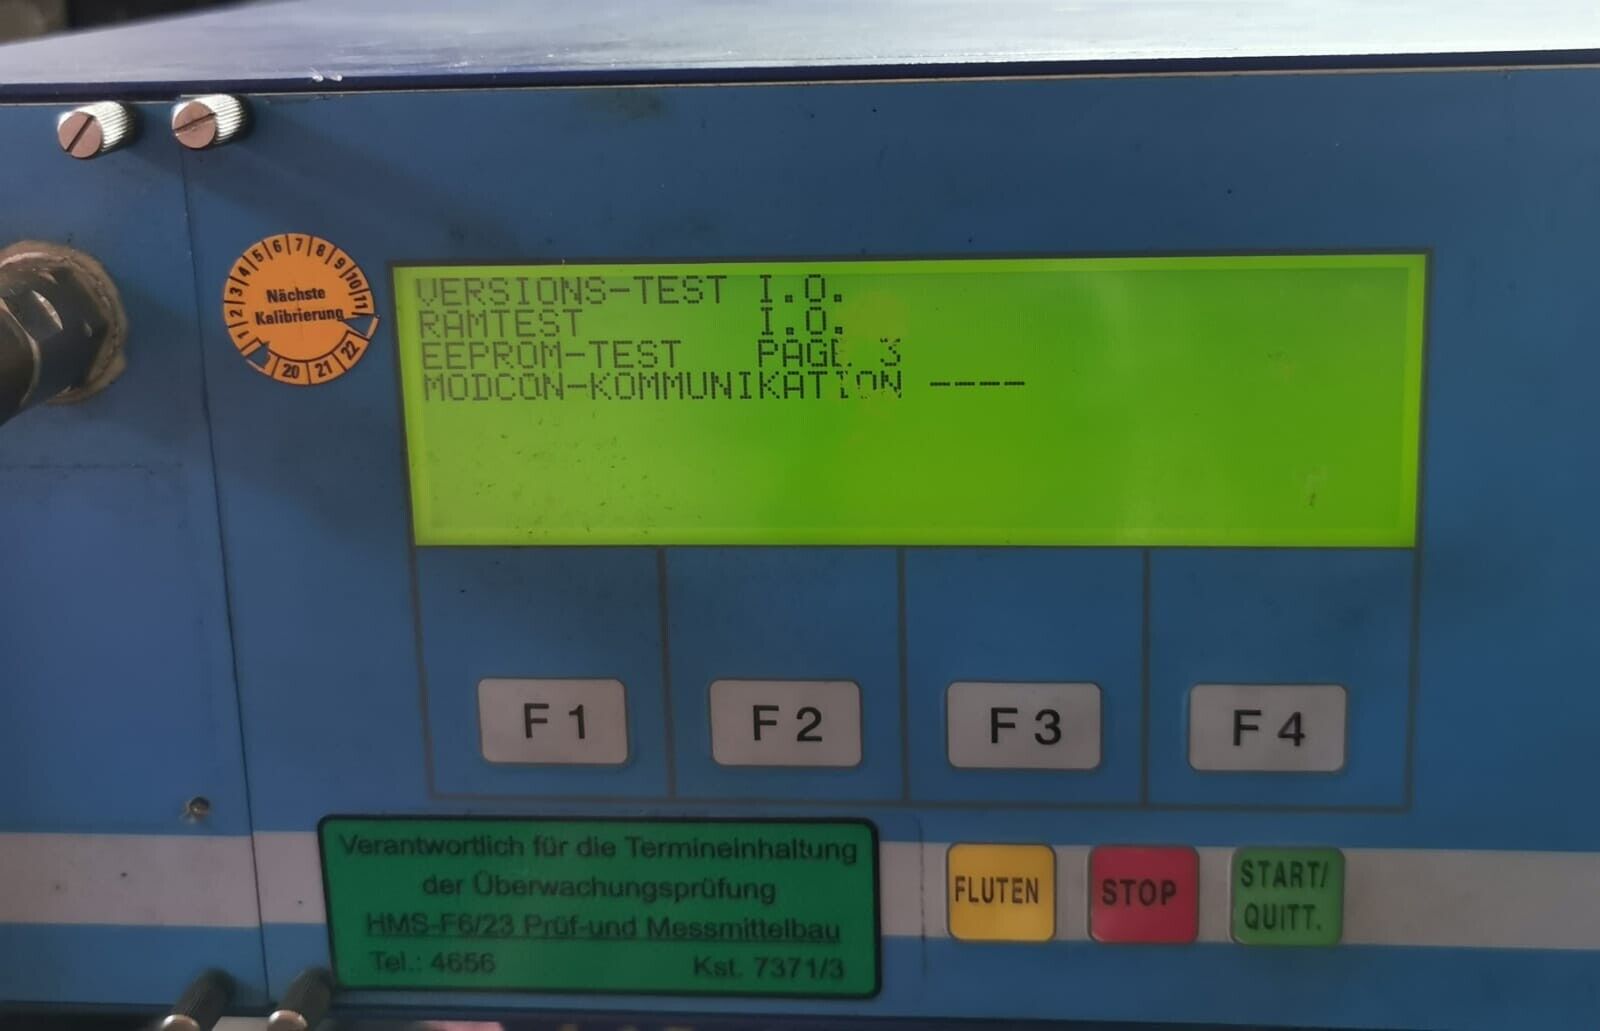 1 2 3 4 5 6 7 8 9 10 11
Nächste
Kalibrierung
20 21 22
VERSIONS-TEST I.O.
RAMTEST I.O.
EEPROM-TEST PAGE 3
MODCON-KOMMUNIKATION ----
F1 F2 F3 F4
Verantwortlich für die Termineinhaltung
der Überwachungsprüfung
HMS-F6/23 Prüf-und Messmittelbau
Tel.: 4656 Kst. 7371/3
FLUTEN
STOP
START/
QUITT.